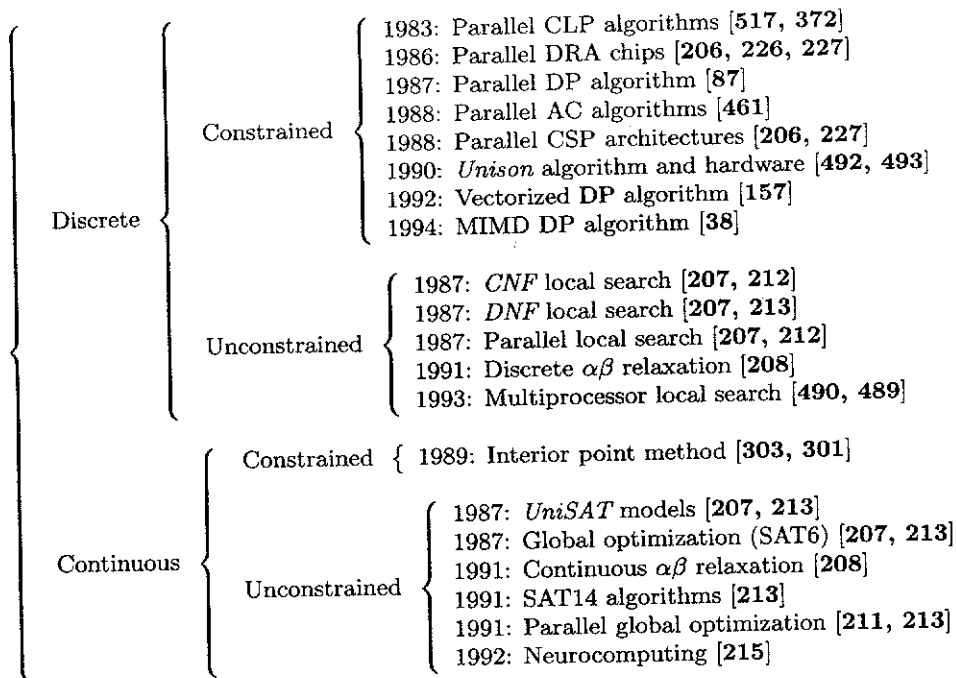 Discrete
Constrained
1983: Parallel CLP algorithms [517, 372]
1986: Parallel DRA chips [206, 226, 227]
1987: Parallel DP algorithm [87]
1988: Parallel AC algorithms [461]
1988: Parallel CSP architectures [206, 227]
1990: Unison algorithm and hardware [492, 493]
1992: Vectorized DP algorithm [157]
1994: MIMD DP algorithm [38]
Unconstrained
1987: CNF local search [207, 212]
1987: DNF local search [207, 213]
1987: Parallel local search [207, 212]
1991: Discrete αβ relaxation [208]
1993: Multiprocessor local search [490, 489]
Continuous
Constrained
1989: Interior point method [303, 301]
Unconstrained
1987: UniSAT models [207, 213]
1987: Global optimization (SAT6) [207, 213]
1991: Continuous αβ relaxation [208]
1991: SAT14 algorithms [213]
1991: Parallel global optimization [211, 213]
1992: Neurocomputing [215]